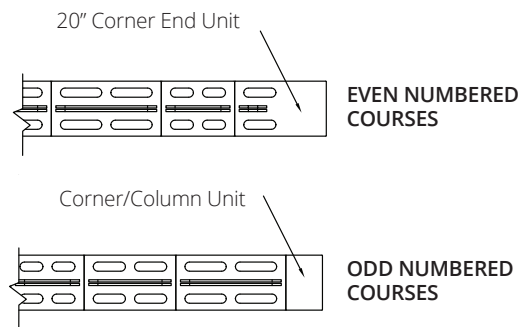 20” Corner End Unit
EVEN NUMBERED
COURSES
Corner/Column Unit
ODD NUMBERED
COURSES